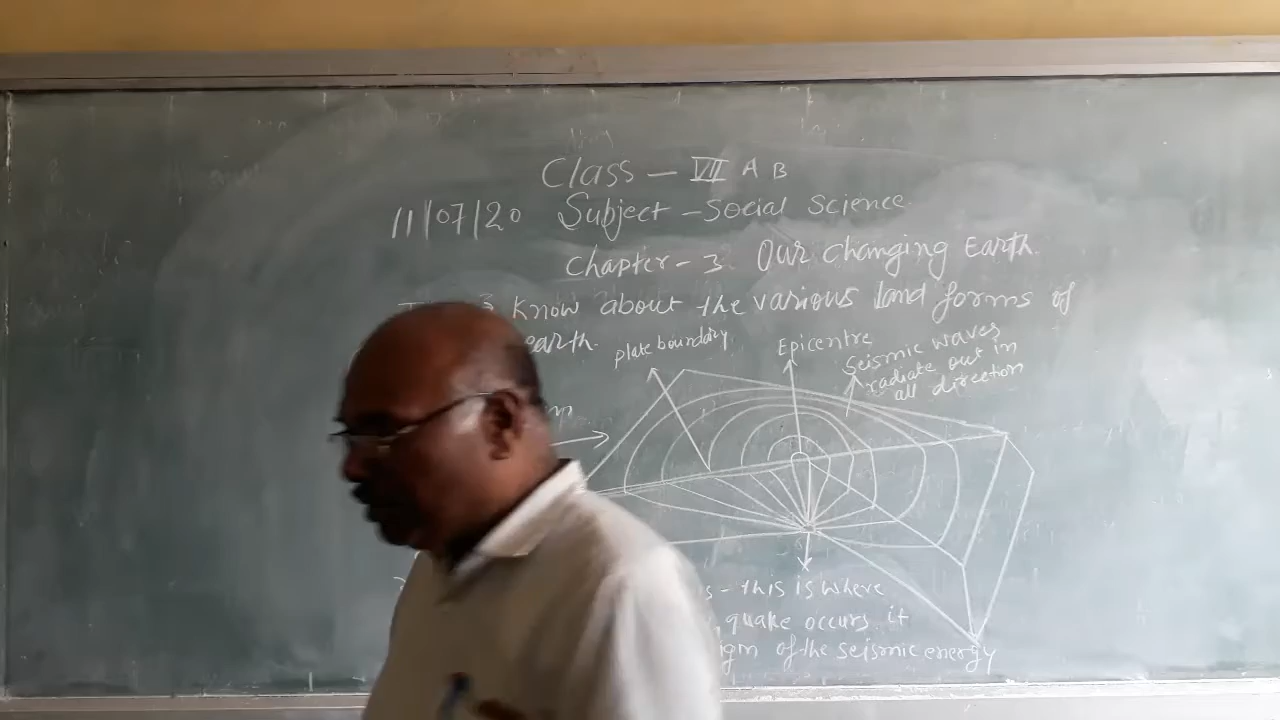 Class - VII A B
11/07/20 Subject - Social Science
Chapter - 3 Our Changing Earth
3 Know about the various land forms of
earth.
plate boundary
Epicentre
Seismic waves
radiate out in
all direction
s - this is where
quake occurs. it
of the seismic energy